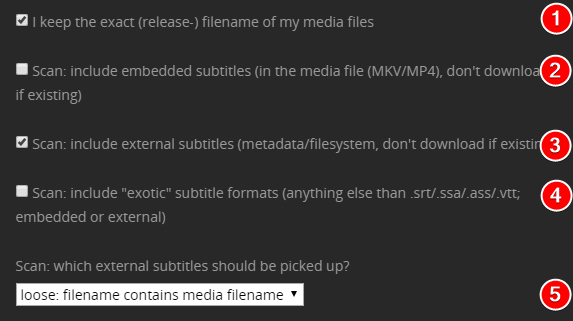 I keep the exact (release-) filename of my media files
1
Scan: include embedded subtitles (in the media file (MKV/MP4), don't downloa
2
if existing)
Scan: include external subtitles (metadata/filesystem, don't download if existin
3
Scan: include "exotic" subtitle formats (anything else than .srt/.ssa/.ass/.vtt;
4
embedded or external)
Scan: which external subtitles should be picked up?
loose: filename contains media filename
5